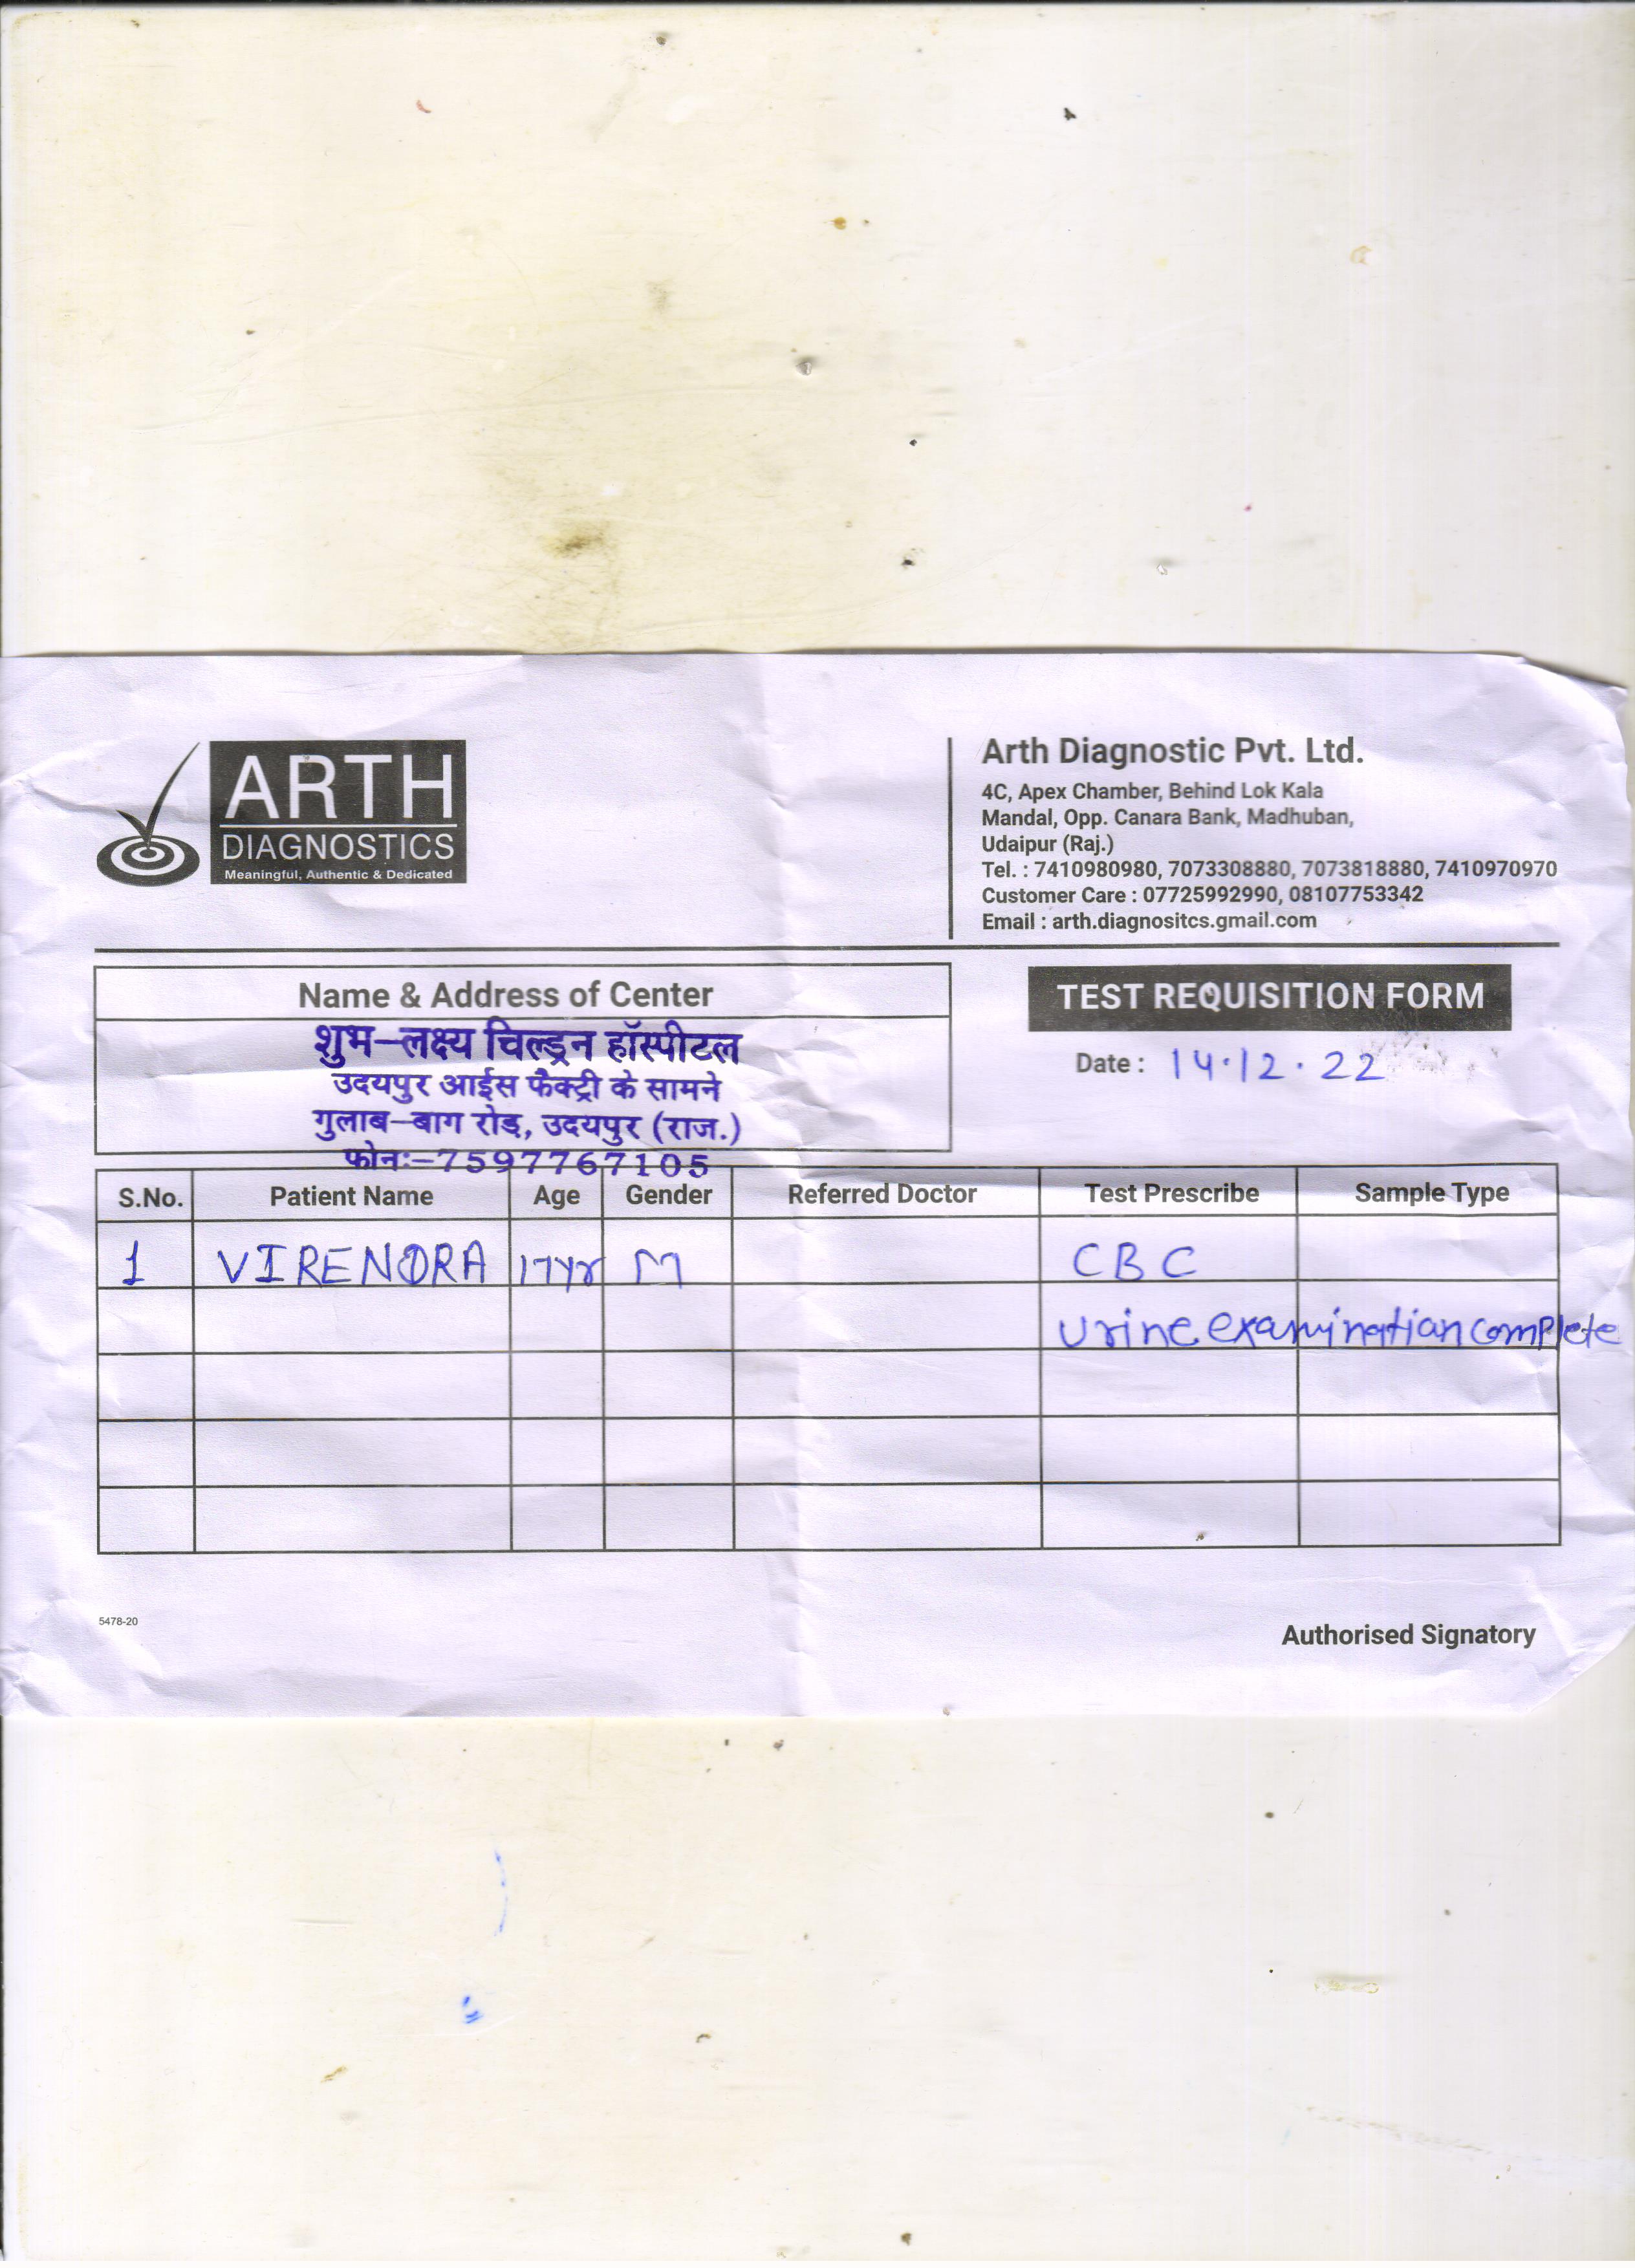 ARTH
DIAGNOSTICS
Meaningful, Authentic & Dedicated
Arth Diagnostic Pvt. Ltd.
4C, Apex Chamber, Behind Lok Kala
Mandal, Opp. Canara Bank, Madhuban,
Udaipur (Raj.)
Tel. : 7410980980, 7073308880, 7073818880, 7410970970
Customer Care : 07725992990, 08107753342
Email : arth.diagnositcs.gmail.com
Name & Address of Center
शुभ-लक्ष्य चिल्ड्रन हॉस्पीटल
उदयपुर आईस फैक्ट्री के सामने
गुलाब-बाग रोड़, उदयपुर (राज.)
फोनः-7597767105
TEST REQUISITION FORM
Date : 14.12.22
S.No. Patient Name Age Gender Referred Doctor Test Prescribe Sample Type
1 VIRENDRA 17yr M CBC
Urine examination complete
5478-20
Authorised Signatory